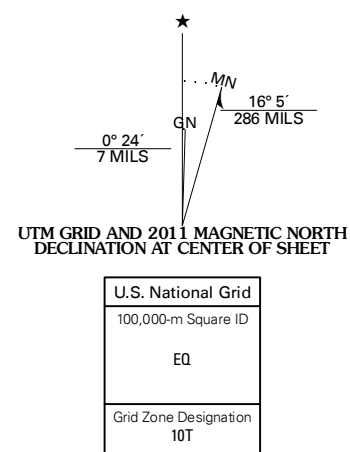 ★
MN
16° 5´
286 MILS
GN
0° 24´
7 MILS
UTM GRID AND 2011 MAGNETIC NORTH
DECLINATION AT CENTER OF SHEET
U.S. National Grid
100,000-m Square ID
EQ
Grid Zone Designation
10T